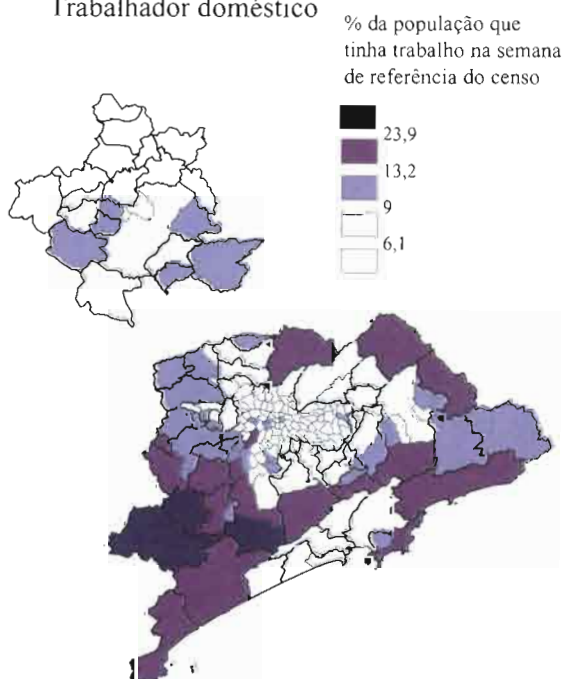 Trabalhador doméstico
% da população que
tinha trabalho na semana
de referência do censo
23,9
13,2
9
6,1